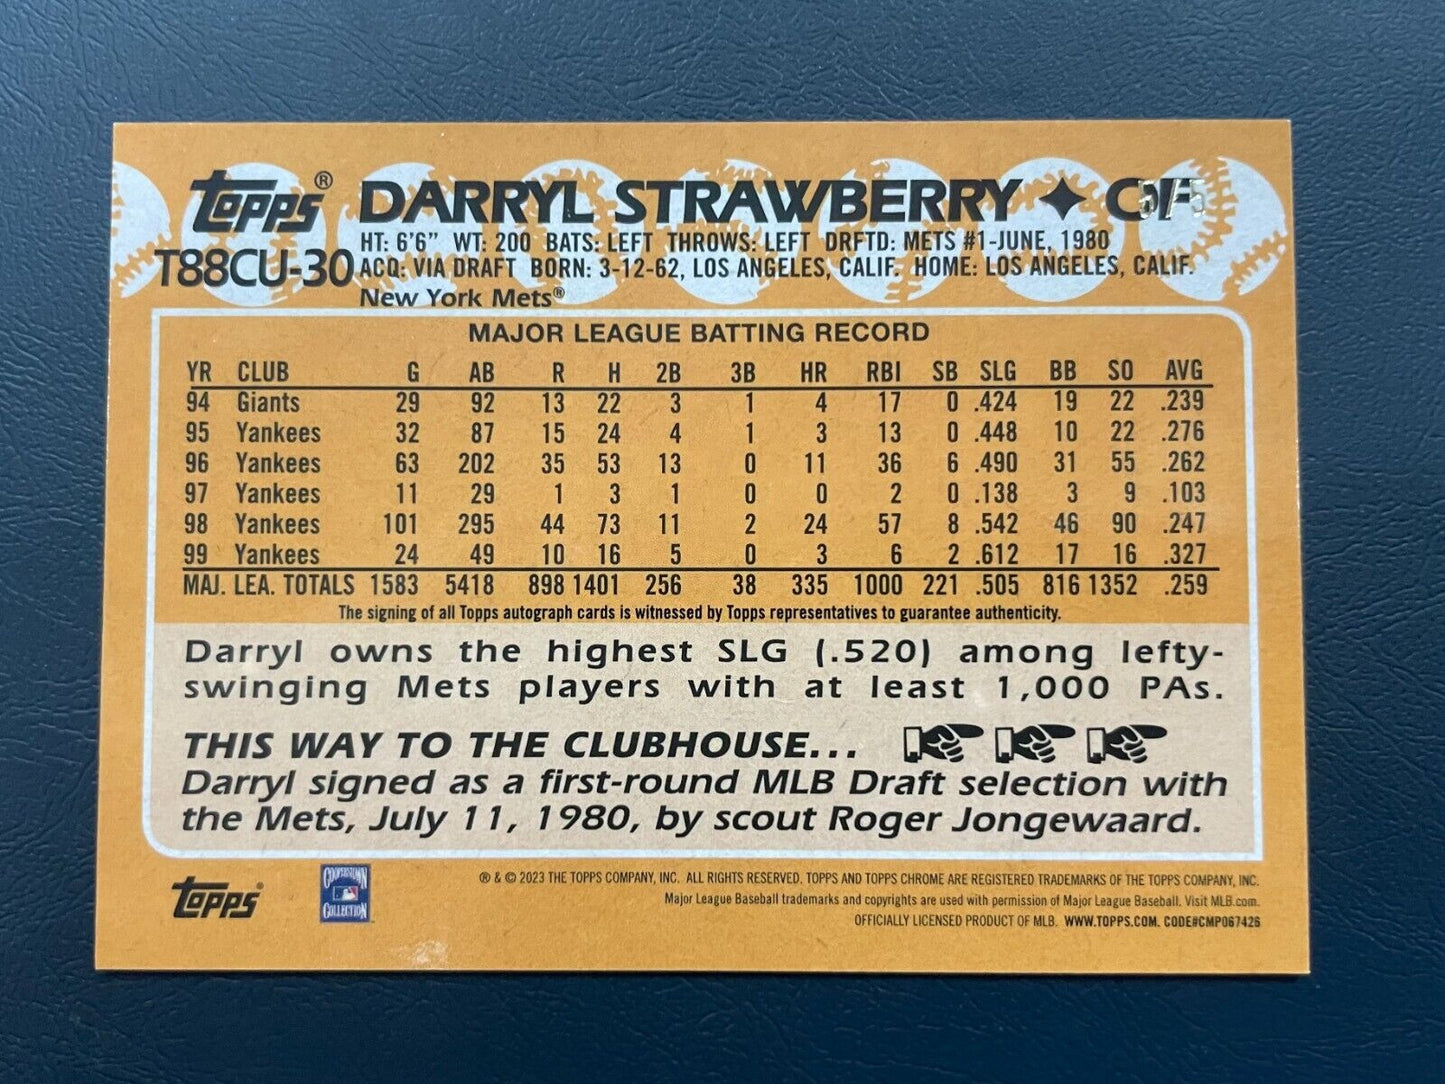 Topps® DARRYL STRAWBERRY ✦ OF
T88CU-30
HT: 6'6" WT: 200 BATS: LEFT THROWS: LEFT DRFTD: METS #1-JUNE, 1980
ACQ: VIA DRAFT BORN: 3-12-62, LOS ANGELES, CALIF. HOME: LOS ANGELES, CALIF.
New York Mets®
MAJOR LEAGUE BATTING RECORD
YR CLUB G AB R H 2B 3B HR RBI SB SLG BB SO AVG
94 Giants 29 92 13 22 3 1 4 17 0 .424 19 22 .239
95 Yankees 32 87 15 24 4 1 3 13 0 .448 10 22 .276
96 Yankees 63 202 35 53 13 0 11 36 6 .490 31 55 .262
97 Yankees 11 29 1 3 1 0 0 2 0 .138 3 9 .103
98 Yankees 101 295 44 73 11 2 24 57 8 .542 46 90 .247
99 Yankees 24 49 10 16 5 0 3 6 2 .612 17 16 .327
MAJ. LEA. TOTALS 1583 5418 898 1401 256 38 335 1000 221 .505 816 1352 .259
The signing of all Topps autograph cards is witnessed by Topps representatives to guarantee authenticity.
Darryl owns the highest SLG (.520) among lefty-
swinging Mets players with at least 1,000 PAs.
THIS WAY TO THE CLUBHOUSE...
Darryl signed as a first-round MLB Draft selection with
the Mets, July 11, 1980, by scout Roger Jongewaard.
Topps®
COOPERSTOWN
COLLECTION
® & © 2023 THE TOPPS COMPANY, INC. ALL RIGHTS RESERVED. TOPPS AND TOPPS CHROME ARE REGISTERED TRADEMARKS OF THE TOPPS COMPANY, INC.
Major League Baseball trademarks and copyrights are used with permission of Major League Baseball. Visit MLB.com.
OFFICIALLY LICENSED PRODUCT OF MLB. WWW.TOPPS.COM. CODE#CMP067426